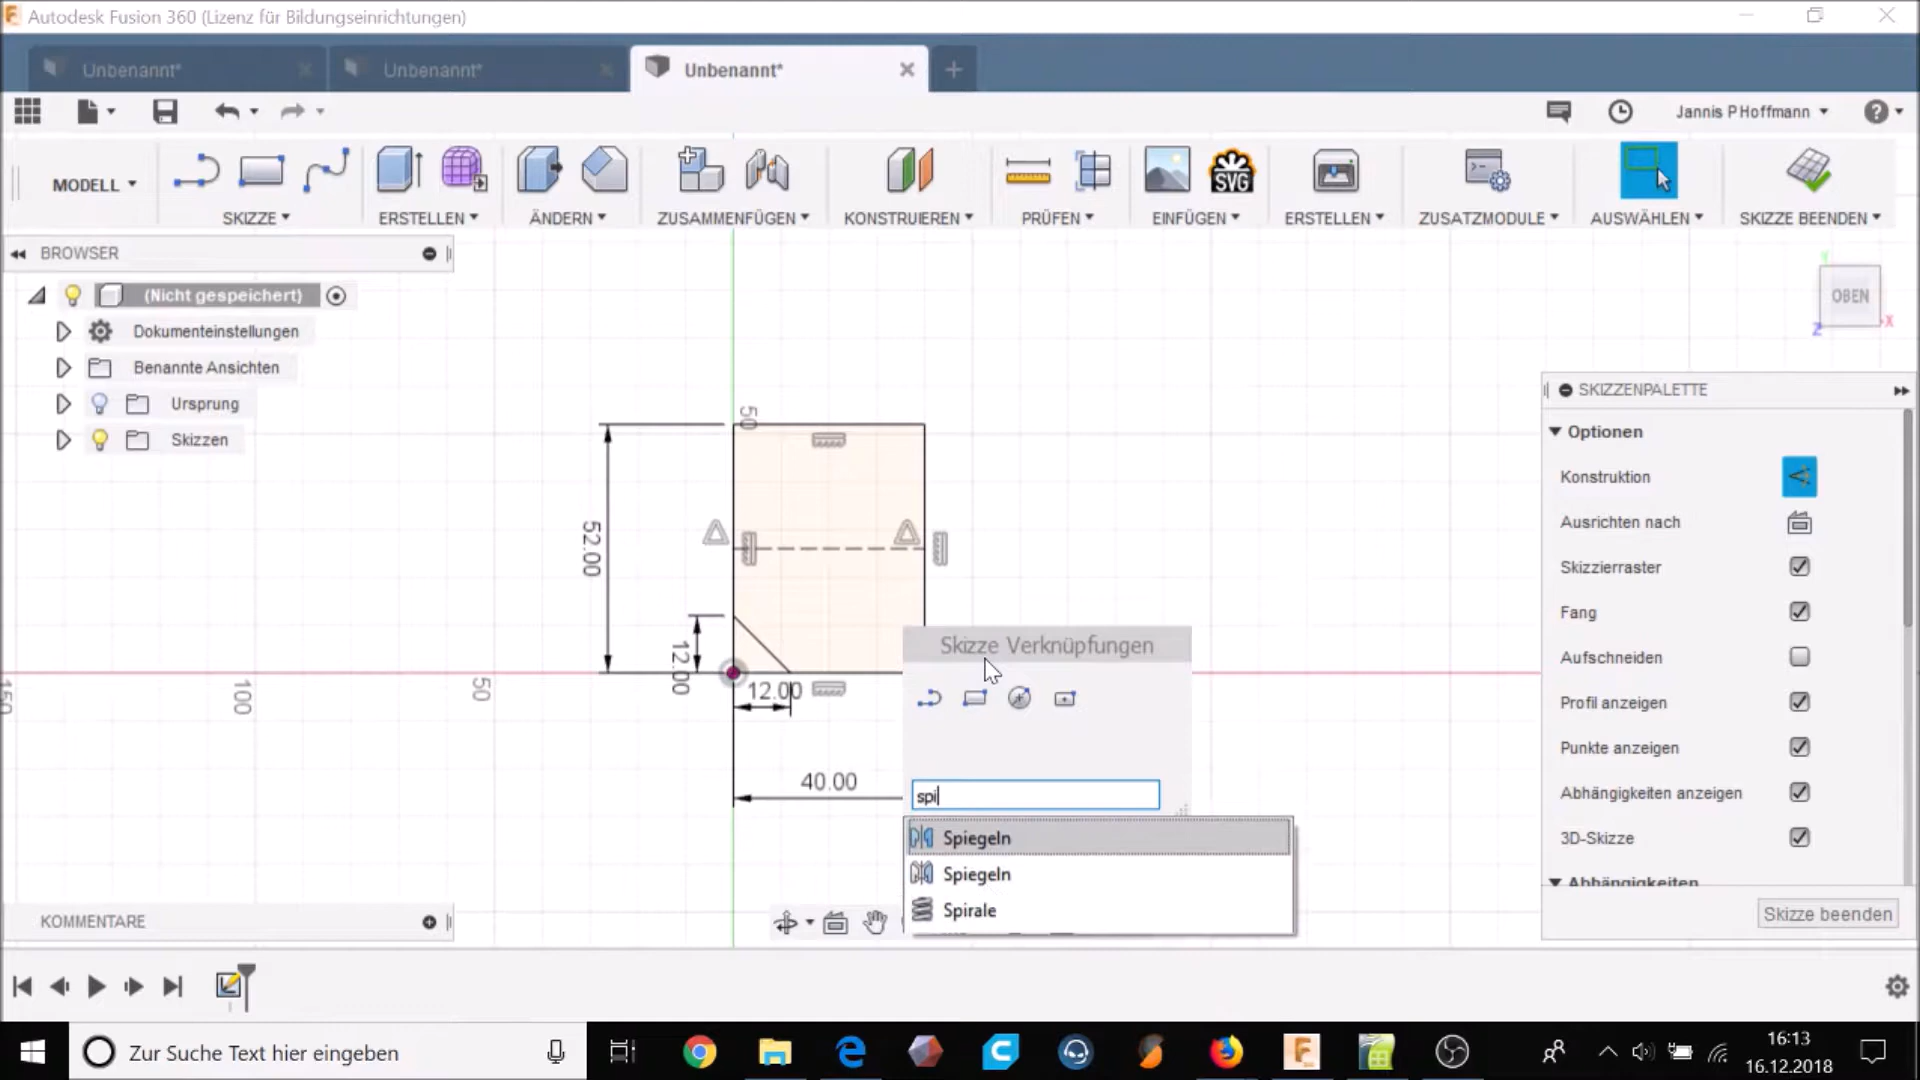 Autodesk Fusion 360 (Lizenz für Bildungseinrichtungen)
Unbenannt*
Unbenannt*
Unbenannt*
Jannis P Hoffmann
MODELL
SVG
SKIZZE
ERSTELLEN
ÄNDERN
ZUSAMMENFÜGEN
KONSTRUIEREN
PRÜFEN
EINFÜGEN
ERSTELLEN
ZUSATZMODULE
AUSWÄHLEN
SKIZZE BEENDEN
BROWSER
(Nicht gespeichert)
Dokumenteinstellungen
Benannte Ansichten
Ursprung
Skizzen
Y
OBEN
Z
X
50
52.00
12.00
12.00
40.00
150
100
50
Skizze Verknüpfungen
spi
Spiegeln
Spiegeln
Spirale
SKIZZENPALETTE
Optionen
Konstruktion
Ausrichten nach
Skizzierraster
Fang
Aufschneiden
Profil anzeigen
Punkte anzeigen
Abhängigkeiten anzeigen
3D-Skizze
Abhängigkeiten
Skizze beenden
KOMMENTARE
Zur Suche Text hier eingeben
16:13
16.12.2018